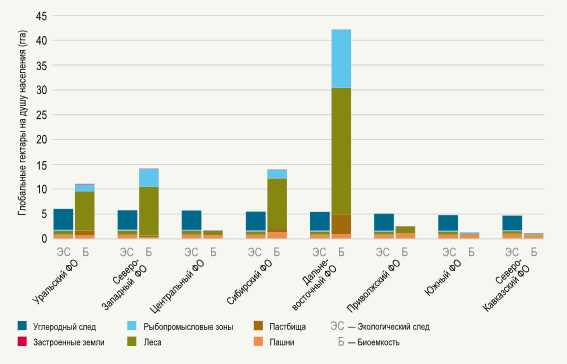 Глобальные гектары на душу населения (гга)
45
40
35
30
25
20
15
10
5
0
ЭС Б ЭС Б ЭС Б ЭС Б ЭС Б ЭС Б ЭС Б ЭС Б
Уральский ФО
Северо-
Западный ФО
Центральный ФО
Сибирский ФО
Дальне-
восточный ФО
Приволжский ФО
Южный ФО
Северо-
Кавказский ФО
Углеродный след
Рыбопромысловые зоны
Пастбища
ЭС — Экологический след
Застроенные земли
Леса
Пашни
Б — Биоемкость